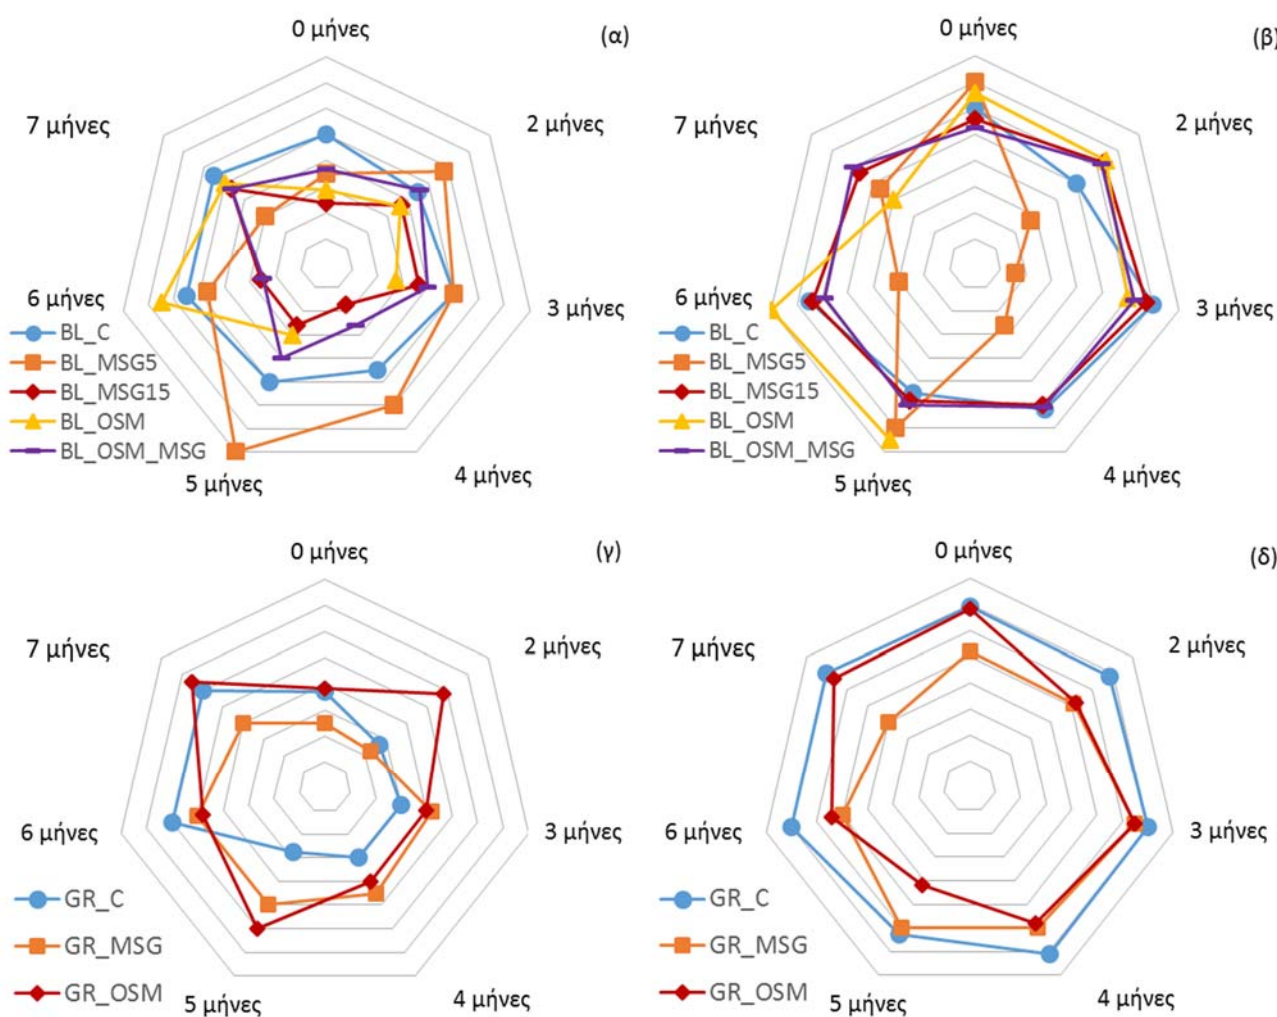 (α)
0 μήνες
2 μήνες
3 μήνες
4 μήνες
5 μήνες
6 μήνες
7 μήνες
BL_C
BL_MSG5
BL_MSG15
BL_OSM
BL_OSM_MSG
(β)
0 μήνες
2 μήνες
3 μήνες
4 μήνες
5 μήνες
6 μήνες
7 μήνες
BL_C
BL_MSG5
BL_MSG15
BL_OSM
BL_OSM_MSG
(γ)
0 μήνες
2 μήνες
3 μήνες
4 μήνες
5 μήνες
6 μήνες
7 μήνες
GR_C
GR_MSG
GR_OSM
(δ)
0 μήνες
2 μήνες
3 μήνες
4 μήνες
5 μήνες
6 μήνες
7 μήνες
GR_C
GR_MSG
GR_OSM